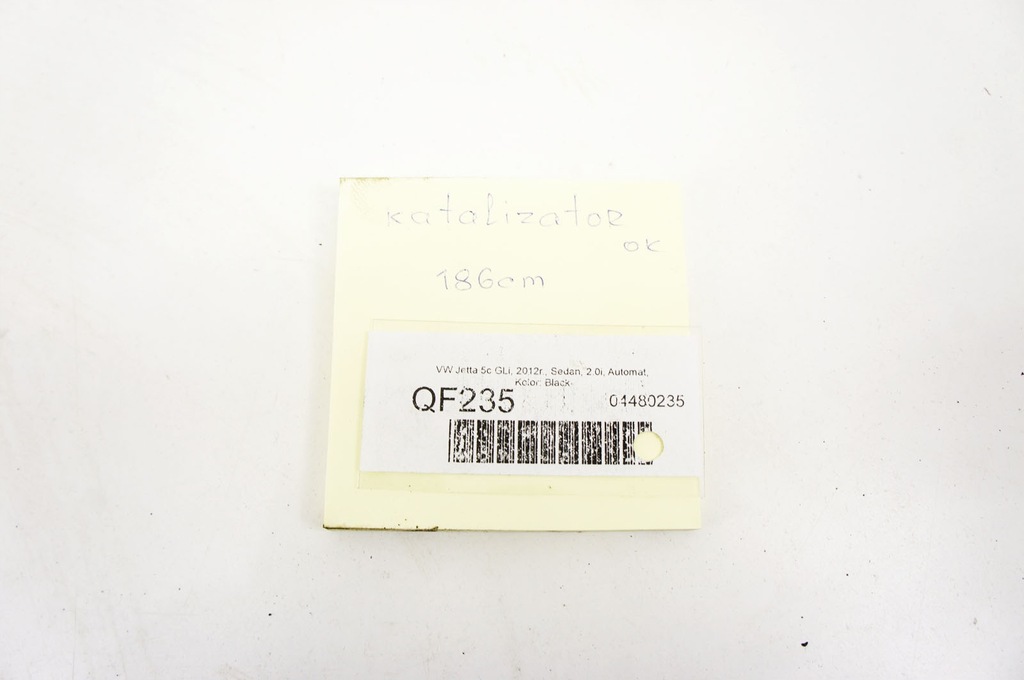 katalizator
ok
186cm
VW Jetta 5c GLi, 2012r., Sedan, 2.0i, Automat,
Kolor: Black
QF235 04480235